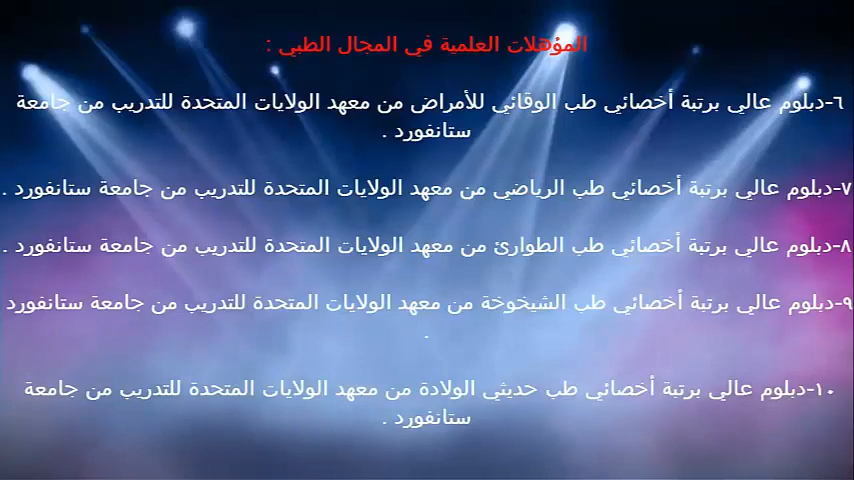 المؤهلات العلمية في المجال الطبي :
٦-دبلوم عالي برتبة أخصائي طب الوقائي للأمراض من معهد الولايات المتحدة للتدريب من جامعة
ستانفورد .
٧-دبلوم عالي برتبة أخصائي طب الرياضي من معهد الولايات المتحدة للتدريب من جامعة ستانفورد .
٨-دبلوم عالي برتبة أخصائي طب الطوارئ من معهد الولايات المتحدة للتدريب من جامعة ستانفورد .
٩-دبلوم عالي برتبة أخصائي طب الشيخوخة من معهد الولايات المتحدة للتدريب من جامعة ستانفورد
.
١٠-دبلوم عالي برتبة أخصائي طب حديثي الولادة من معهد الولايات المتحدة للتدريب من جامعة
ستانفورد .